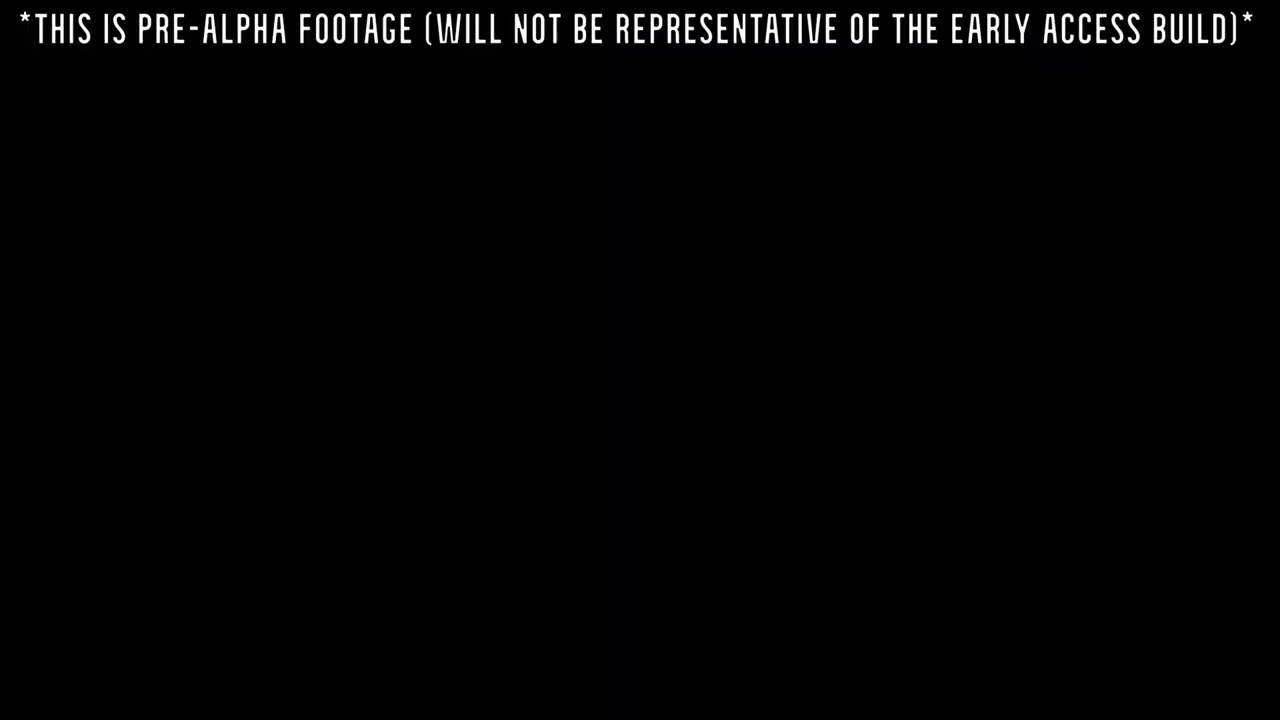 *THIS IS PRE-ALPHA FOOTAGE (WILL NOT BE REPRESENTATIVE OF THE EARLY ACCESS BUILD)*